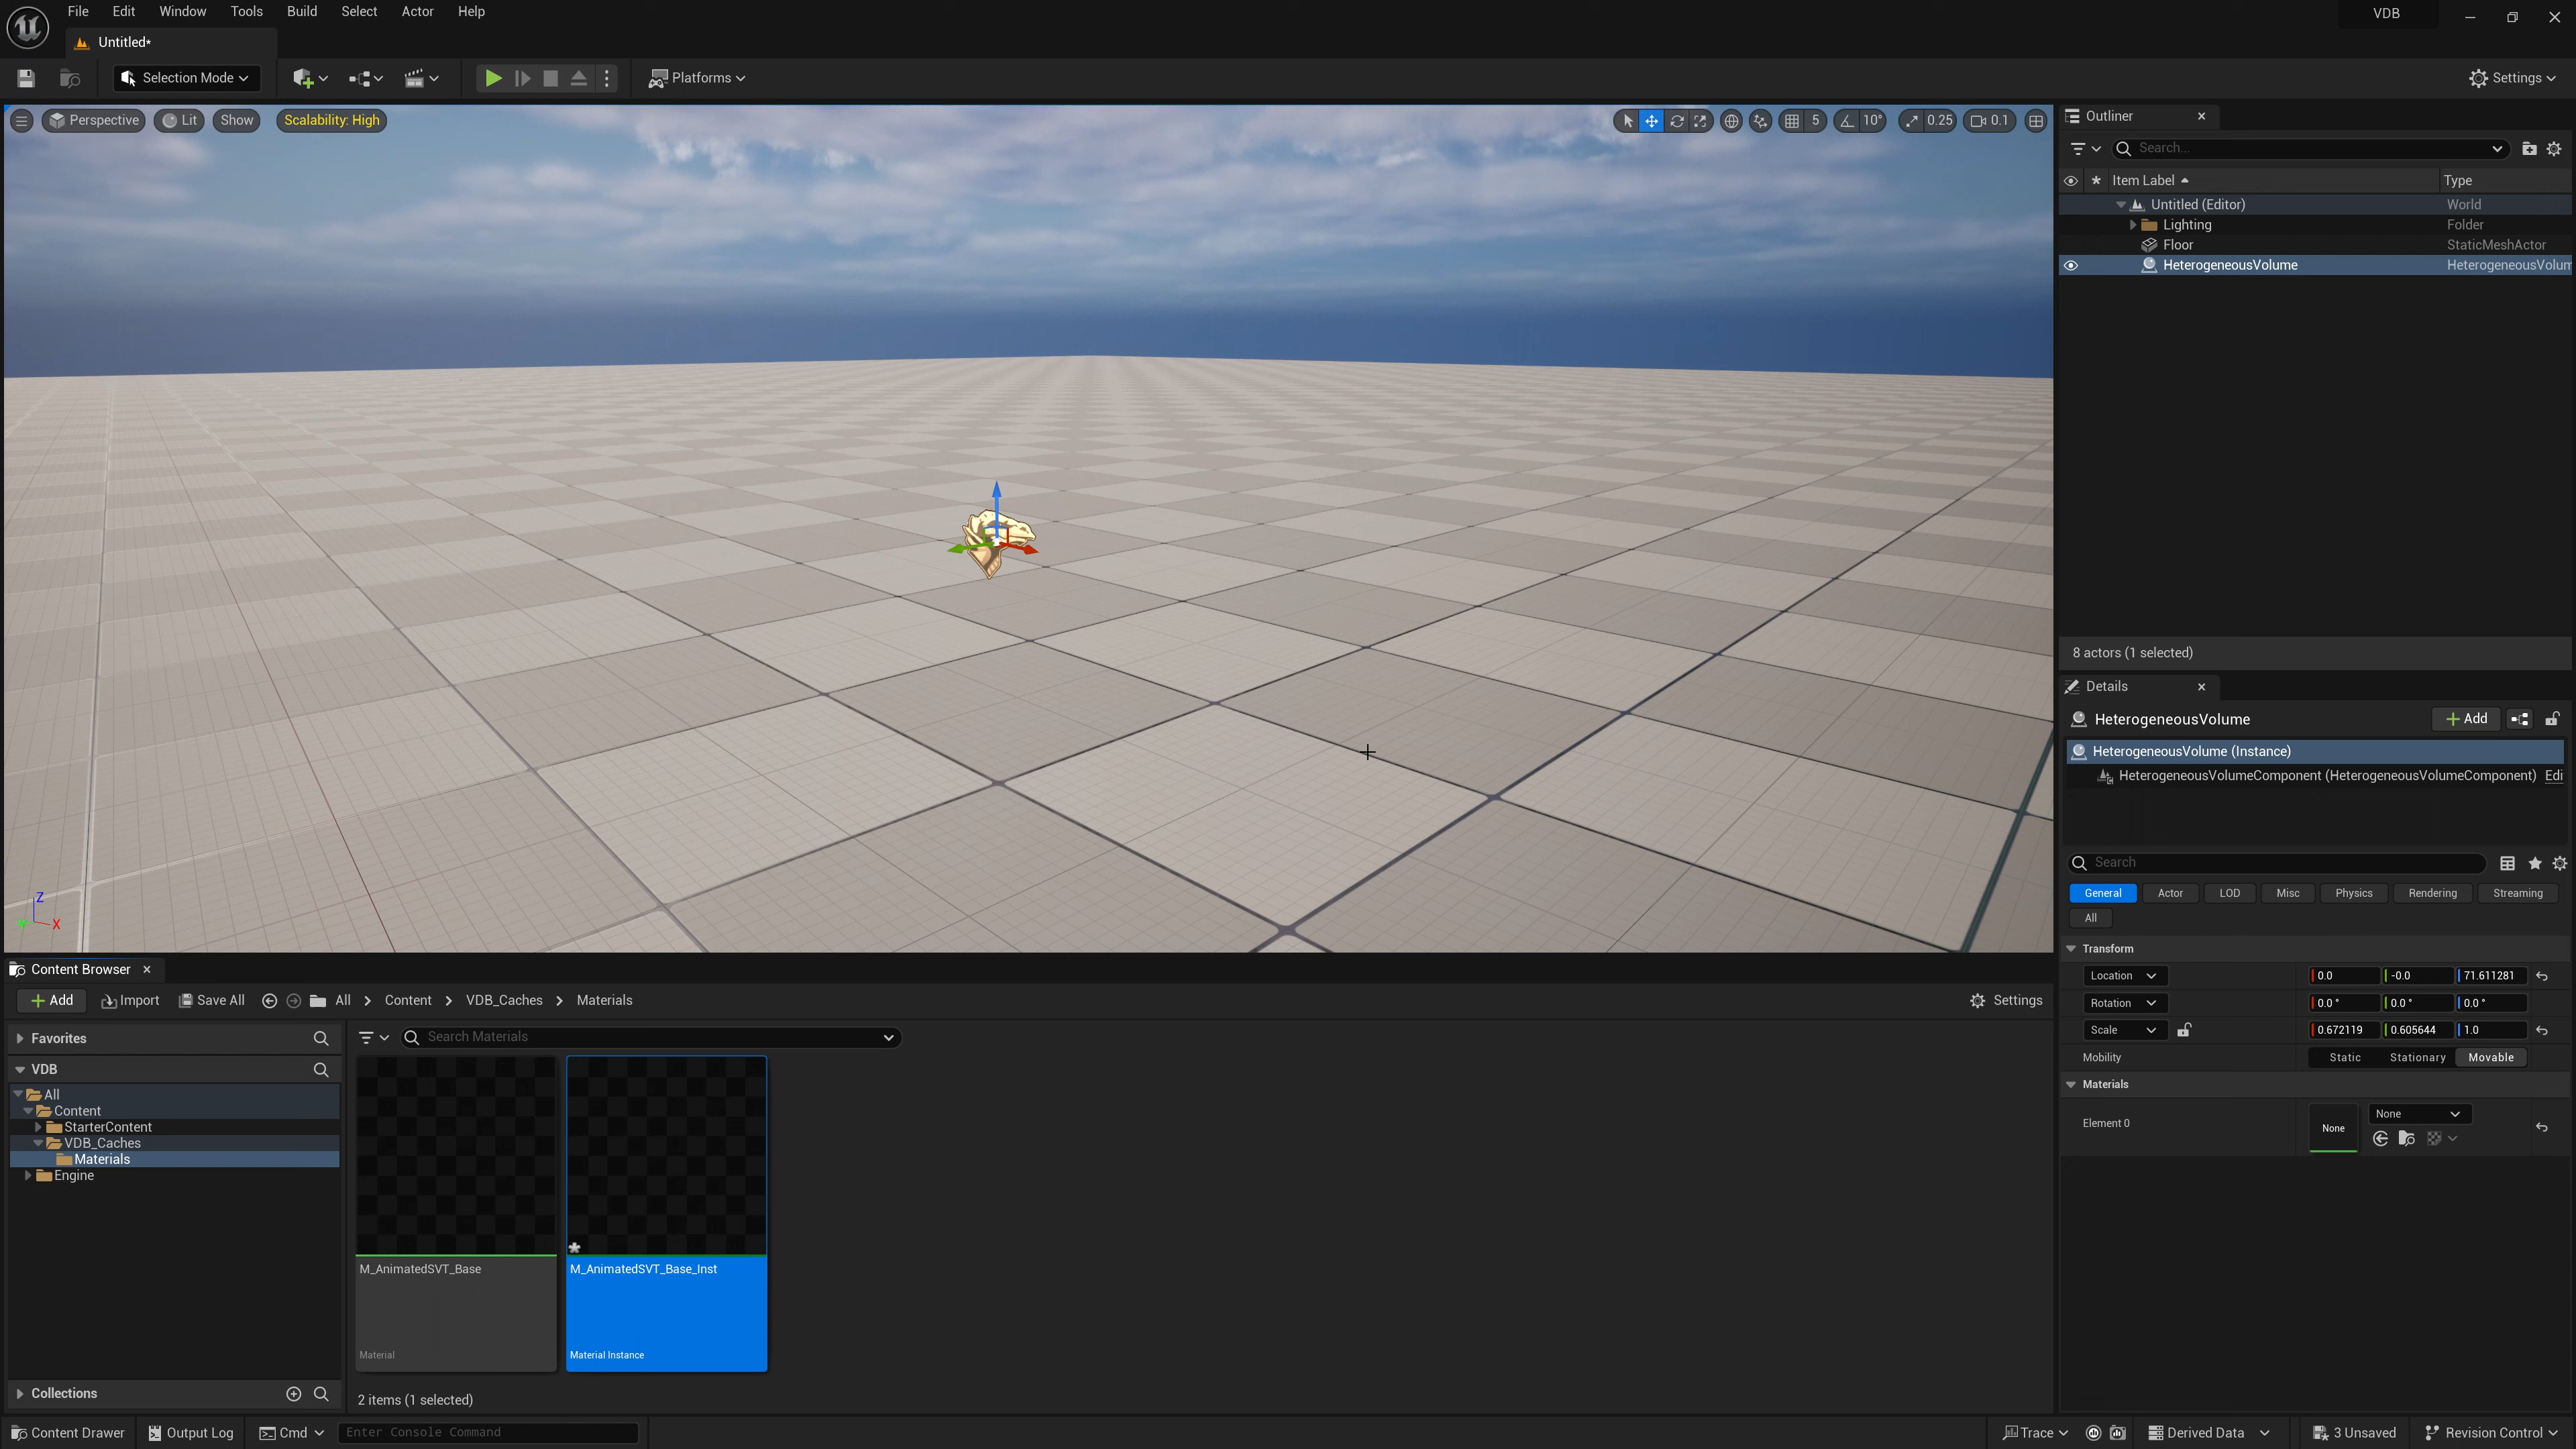 File Edit Window Tools Build Select Actor Help
VDB
Untitled*
Selection Mode
Platforms
Settings
Perspective
Lit
Show
Scalability: High
5
10°
0.25
0.1
Outliner
Search...
Item Label
Type
Untitled (Editor)
World
Lighting
Folder
Floor
StaticMeshActor
HeterogeneousVolume
HeterogeneousVolum
8 actors (1 selected)
Details
HeterogeneousVolume
Add
HeterogeneousVolume (Instance)
HeterogeneousVolumeComponent (HeterogeneousVolumeComponent)
Edi
Search
General
Actor
LOD
Misc
Physics
Rendering
Streaming
All
Transform
Location
0.0
-0.0
71.611281
Rotation
0.0 °
0.0 °
0.0 °
Scale
0.672119
0.605644
1.0
Mobility
Static
Stationary
Movable
Materials
Element 0
None
None
Z
Y
X
Content Browser
Add
Import
Save All
All
Content
VDB_Caches
Materials
Settings
Favorites
Search Materials
VDB
All
Content
StarterContent
VDB_Caches
Materials
Engine
M_AnimatedSVT_Base
Material
M_AnimatedSVT_Base_Inst
Material Instance
Collections
2 items (1 selected)
Content Drawer
Output Log
Cmd
Enter Console Command
Trace
Derived Data
3 Unsaved
Revision Control